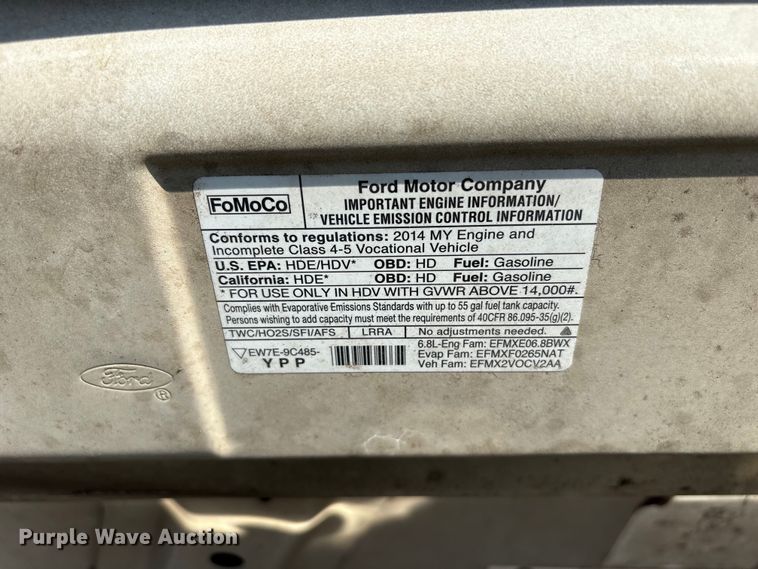 FoMoCo
Ford Motor Company
IMPORTANT ENGINE INFORMATION/
VEHICLE EMISSION CONTROL INFORMATION
Conforms to regulations: 2014 MY Engine and
Incomplete Class 4-5 Vocational Vehicle
U.S. EPA: HDE/HDV* OBD: HD Fuel: Gasoline
California: HDE* OBD: HD Fuel: Gasoline
* FOR USE ONLY IN HDV WITH GVWR ABOVE 14,000#.
Complies with Evaporative Emissions Standards with up to 55 gal fuel tank capacity.
Persons wishing to add capacity must meet the requirements of 40CFR 86.095-35(g)(2).
TWC/HO2S/SFI/AFS LRRA No adjustments needed.
EW7E-9C485-
YPP
6.8L-Eng Fam: EFMXE06.8BWX
Evap Fam: EFMXF0265NAT
Veh Fam: EFMX2VOCV2AA
Ford ®
Purple Wave Auction